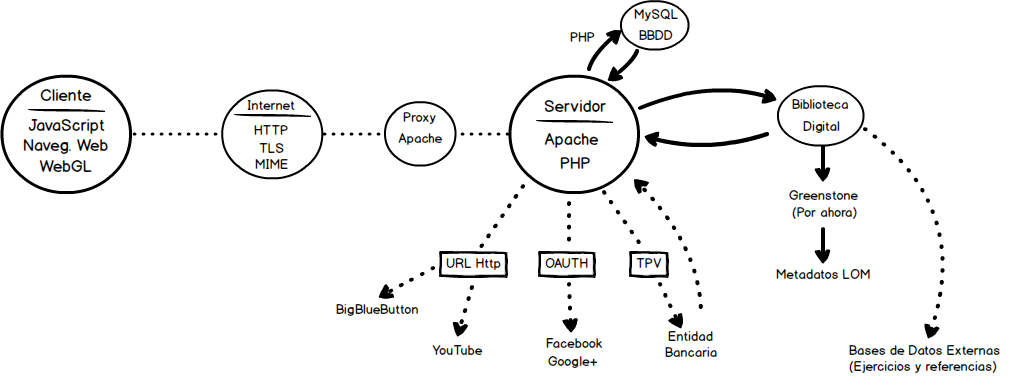 MySQL
BBDD
PHP
Cliente
JavaScript
Naveg. Web
WebGL
Internet
HTTP
TLS
MIME
Proxy
Apache
Servidor
Apache
PHP
Biblioteca
Digital
Greenstone
(Por ahora)
Metadatos LOM
URL Http
OAUTH
TPV
BigBlueButton
YouTube
Facebook
Google+
Entidad
Bancaria
Bases de Datos Externas
(Ejercicios y referencias)